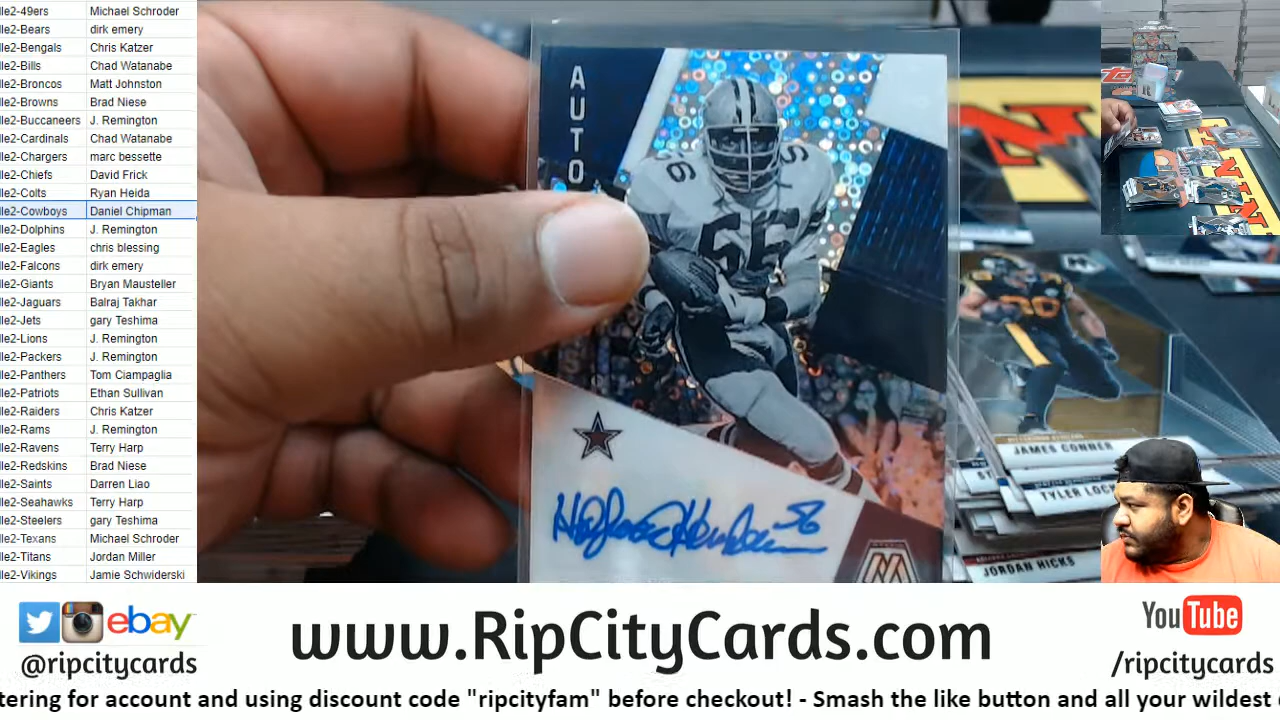 lle2-49ers Michael Schroder
lle2-Bears dirk emery
lle2-Bengals Chris Katzer
lle2-Bills Chad Watanabe
lle2-Broncos Matt Johnston
lle2-Browns Brad Niese
lle2-Buccaneers J. Remington
lle2-Cardinals Chad Watanabe
lle2-Chargers marc bessette
lle2-Chiefs David Frick
lle2-Colts Ryan Heida
lle2-Cowboys Daniel Chipman
lle2-Dolphins J. Remington
lle2-Eagles chris blessing
lle2-Falcons dirk emery
lle2-Giants Bryan Mausteller
lle2-Jaguars Balraj Takhar
lle2-Jets gary Teshima
lle2-Lions J. Remington
lle2-Packers J. Remington
lle2-Panthers Tom Ciampaglia
lle2-Patriots Ethan Sullivan
lle2-Raiders Chris Katzer
lle2-Rams J. Remington
lle2-Ravens Terry Harp
lle2-Redskins Brad Niese
lle2-Saints Darren Liao
lle2-Seahawks Terry Harp
lle2-Steelers gary Teshima
lle2-Texans Michael Schroder
lle2-Titans Jordan Miller
lle2-Vikings Jamie Schwiderski
AUTO
56
56
30
JAMES CONNER
TYLER LOCK
JORDAN HICKS
ebay
@ripcitycards
www.RipCityCards.com
YouTube
/ripcitycards
tering for account and using discount code "ripcityfam" before checkout! - Smash the like button and all your wildest